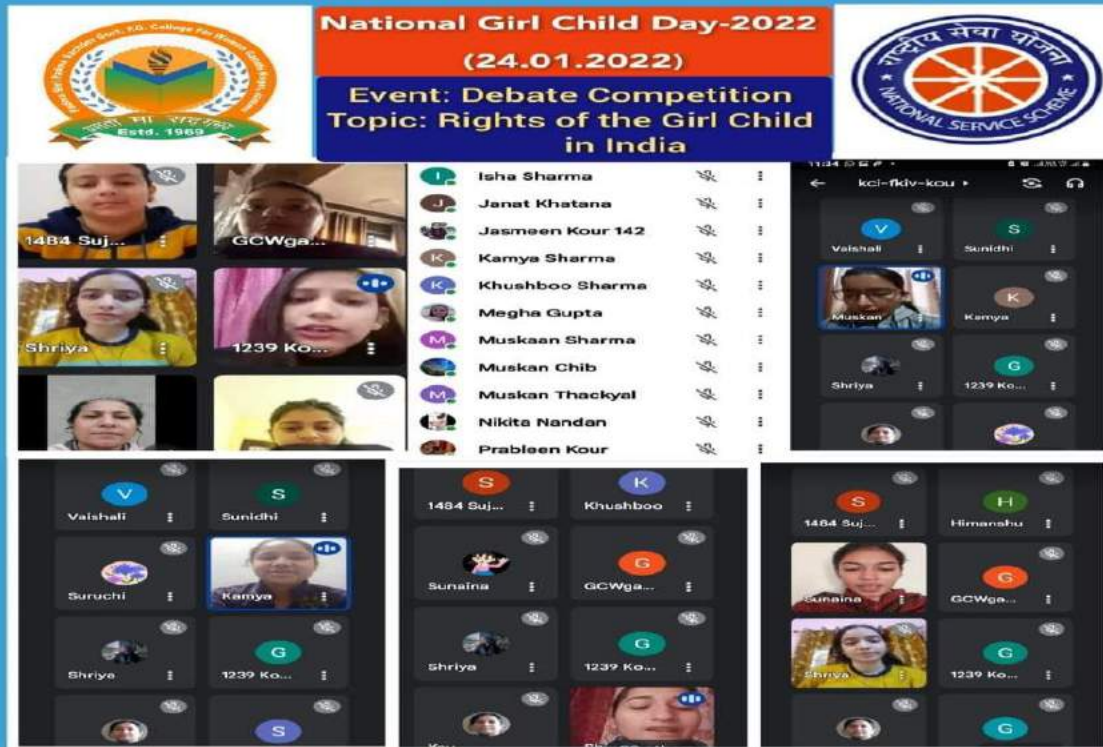 National Girl Child Day-2022
(24.01.2022)
Event: Debate Competition
Topic: Rights of the Girl Child
in India
Estd. 1969
राष्ट्रीय सेवा योजना
NATIONAL SERVICE SCHEME
1484 Suj...
GCWga...
Shriya
1239 Ko...
Isha Sharma
Janat Khatana
Jasmeen Kour 142
Kamya Sharma
Khushboo Sharma
Megha Gupta
Muskaan Sharma
Muskan Chib
Muskan Thackyal
Nikita Nandan
Prableen Kour
11:34
kci-fkiv-kou
V
S
Vaishali
Sunidhi
K
Muskan
Kamya
G
Shriya
1239 Ko...
V
S
Vaishali
Sunidhi
Suruchi
Kamya
G
Shriya
1239 Ko...
S
S
K
1484 Suj...
Khushboo
G
Sunaina
GCWga...
G
Shriya
1239 Ko...
S
H
1484 Suj...
Himanshu
G
Sunaina
GCWga...
G
Shriya
1239 Ko...
G